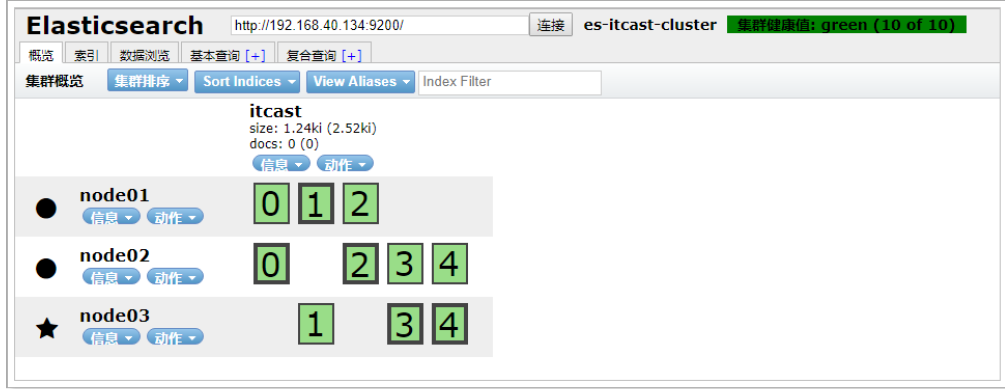 Elasticsearch http://192.168.40.134:9200/ 连接 es-itcast-cluster 集群健康值: green (10 of 10)
概览 索引 数据浏览 基本查询 [+] 复合查询 [+]
集群概览 集群排序 Sort Indices View Aliases Index Filter
itcast
size: 1.24ki (2.52ki)
docs: 0 (0)
信息 动作
node01
信息 动作
0 1 2
node02
信息 动作
0 2 3 4
node03
信息 动作
1 3 4